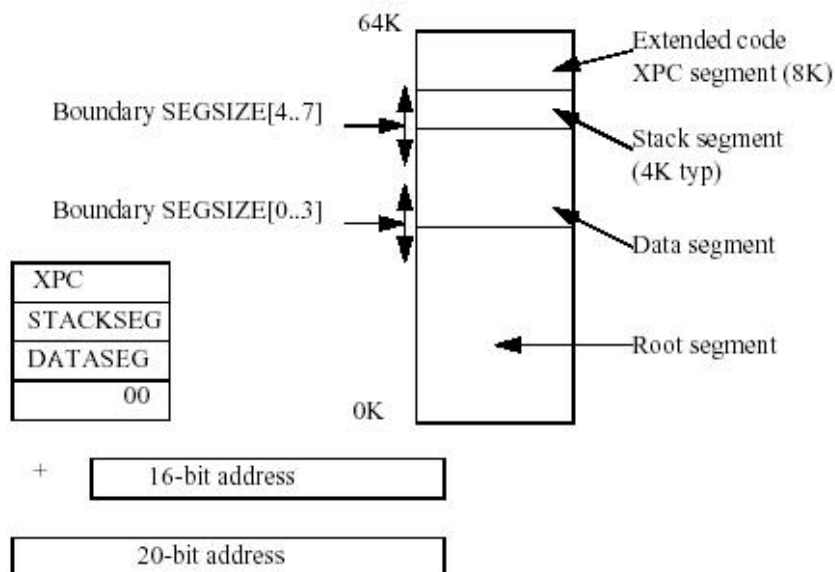 64K
Extended code
XPC segment (8K)
Boundary SEGSIZE[4..7]
Stack segment
(4K typ)
Boundary SEGSIZE[0..3]
Data segment
XPC
STACKSEG
DATASEG
00
Root segment
0K
+ 16-bit address
20-bit address